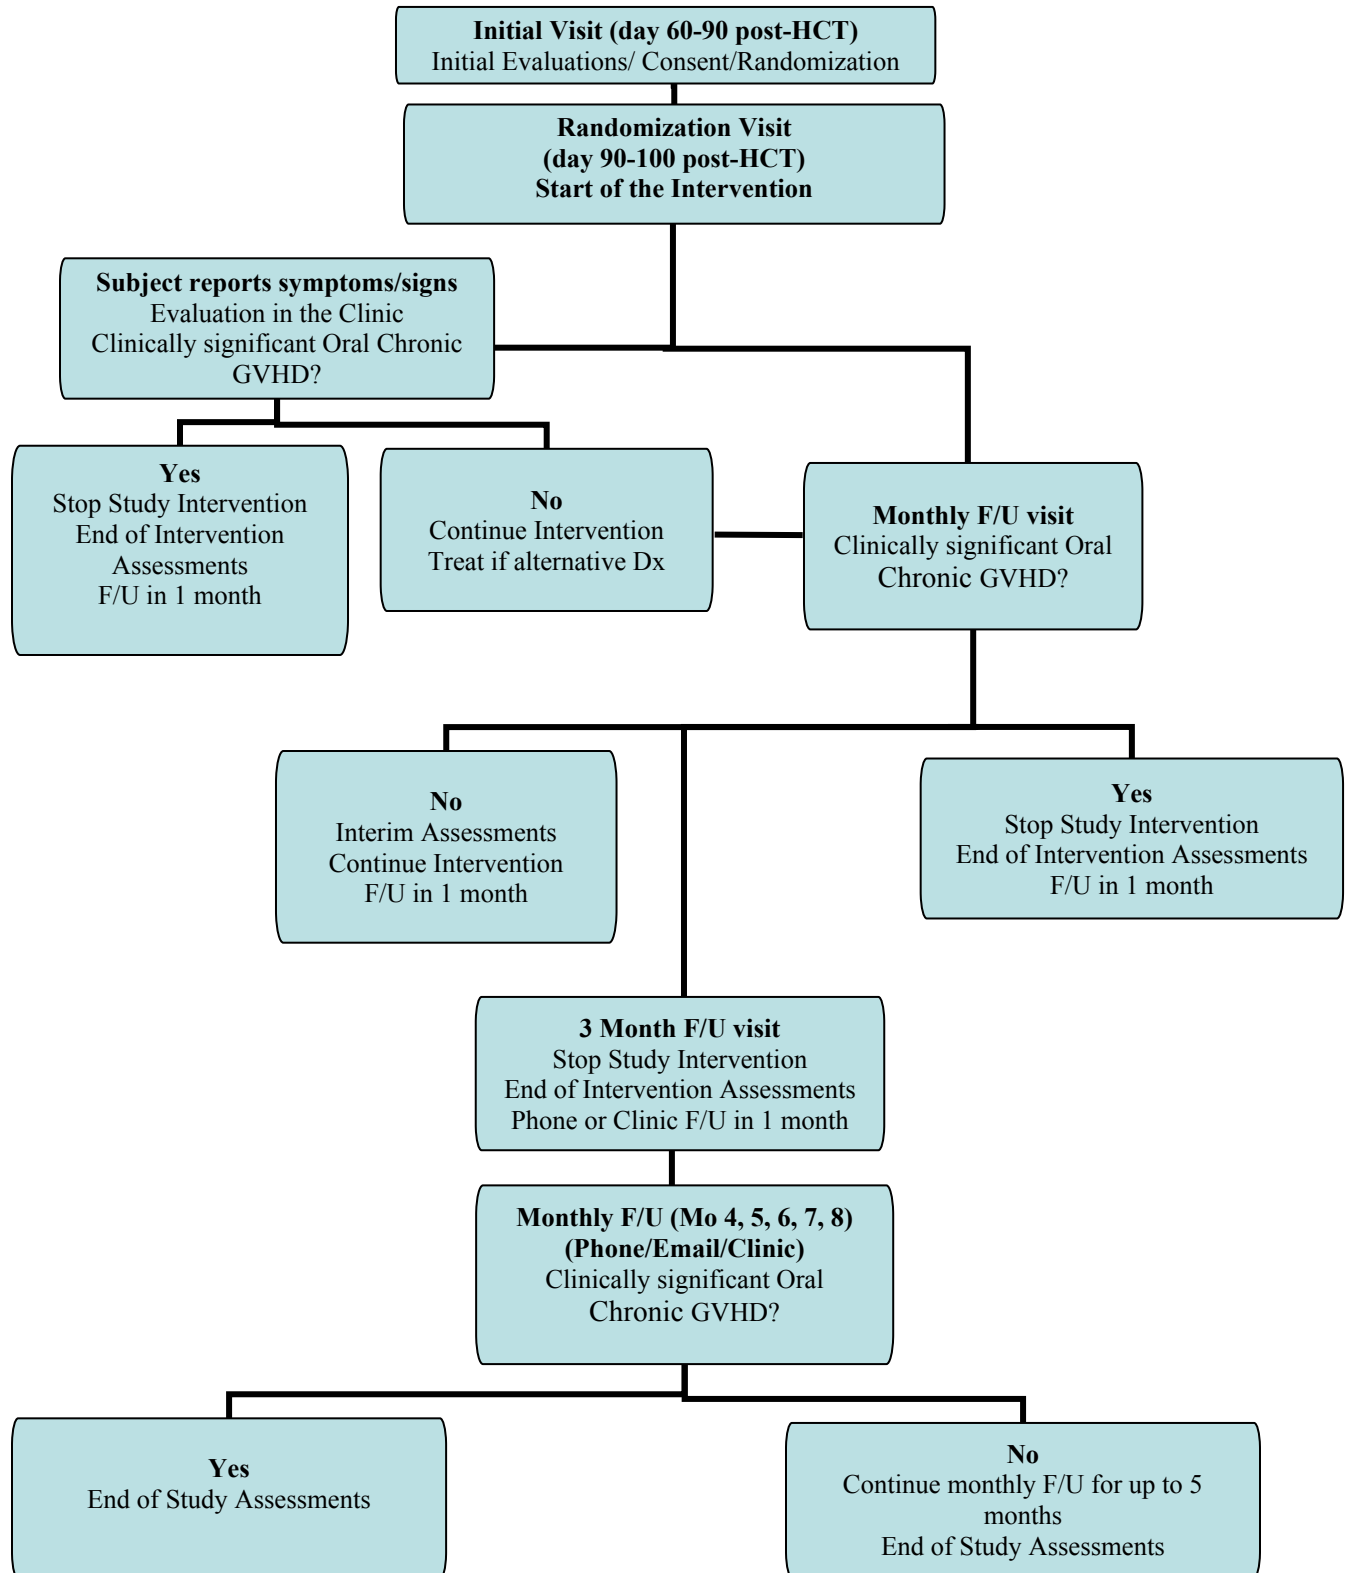 Initial Visit (day 60-90 post-HCT)
Initial Evaluations/ Consent/Randomization
Randomization Visit
(day 90-100 post-HCT)
Start of the Intervention
Subject reports symptoms/signs
Evaluation in the Clinic
Clinically significant Oral Chronic
GVHD?
Yes
Stop Study Intervention
End of Intervention
Assessments
F/U in 1 month
No
Continue Intervention
Treat if alternative Dx
Monthly F/U visit
Clinically significant Oral
Chronic GVHD?
No
Interim Assessments
Continue Intervention
F/U in 1 month
Yes
Stop Study Intervention
End of Intervention Assessments
F/U in 1 month
3 Month F/U visit
Stop Study Intervention
End of Intervention Assessments
Phone or Clinic F/U in 1 month
Monthly F/U (Mo 4, 5, 6, 7, 8)
(Phone/Email/Clinic)
Clinically significant Oral
Chronic GVHD?
Yes
End of Study Assessments
No
Continue monthly F/U for up to 5
months
End of Study Assessments